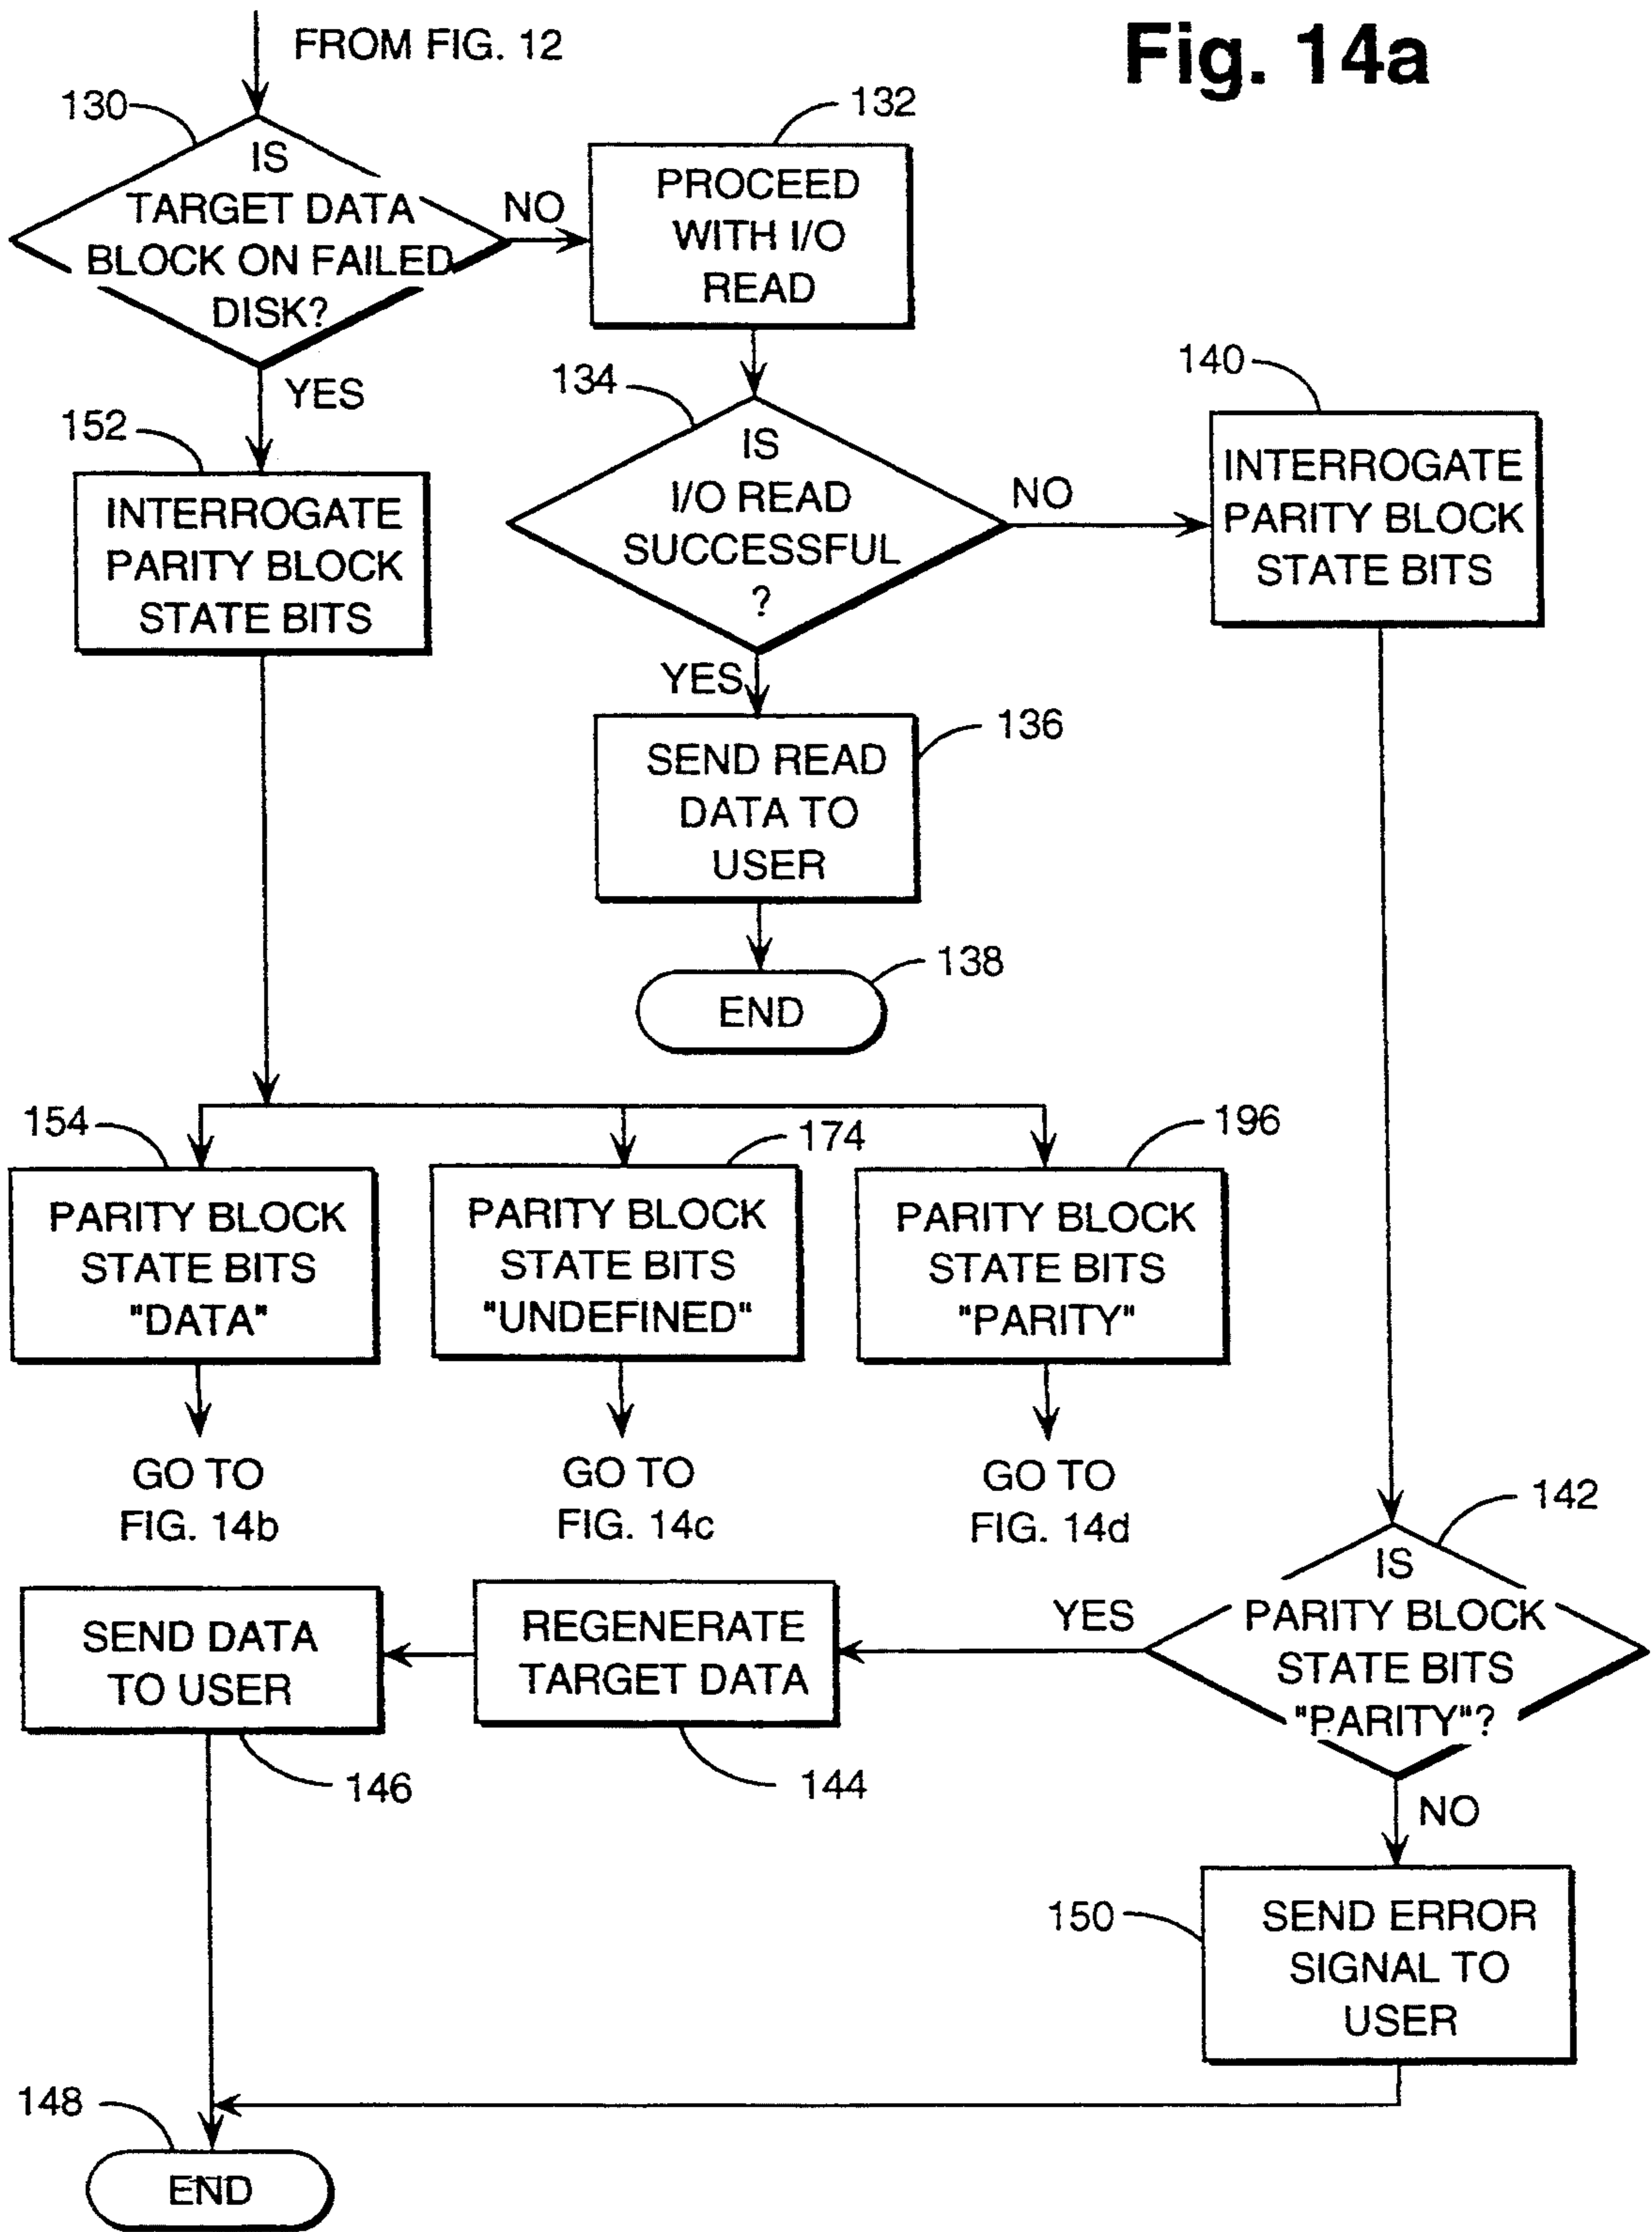 Fig. 14a
FROM FIG. 12
130
IS
TARGET DATA
BLOCK ON FAILED
DISK?
NO
132
PROCEED
WITH I/O
READ
YES
134
IS
I/O READ
SUCCESSFUL
?
NO
140
INTERROGATE
PARITY BLOCK
STATE BITS
152
INTERROGATE
PARITY BLOCK
STATE BITS
YES
136
SEND READ
DATA TO
USER
138
END
154
PARITY BLOCK
STATE BITS
"DATA"
174
PARITY BLOCK
STATE BITS
"UNDEFINED"
196
PARITY BLOCK
STATE BITS
"PARITY"
GO TO
FIG. 14b
GO TO
FIG. 14c
GO TO
FIG. 14d
142
IS
PARITY BLOCK
STATE BITS
"PARITY"?
YES
REGENERATE
TARGET DATA
144
SEND DATA
TO USER
146
NO
150
SEND ERROR
SIGNAL TO
USER
148
END